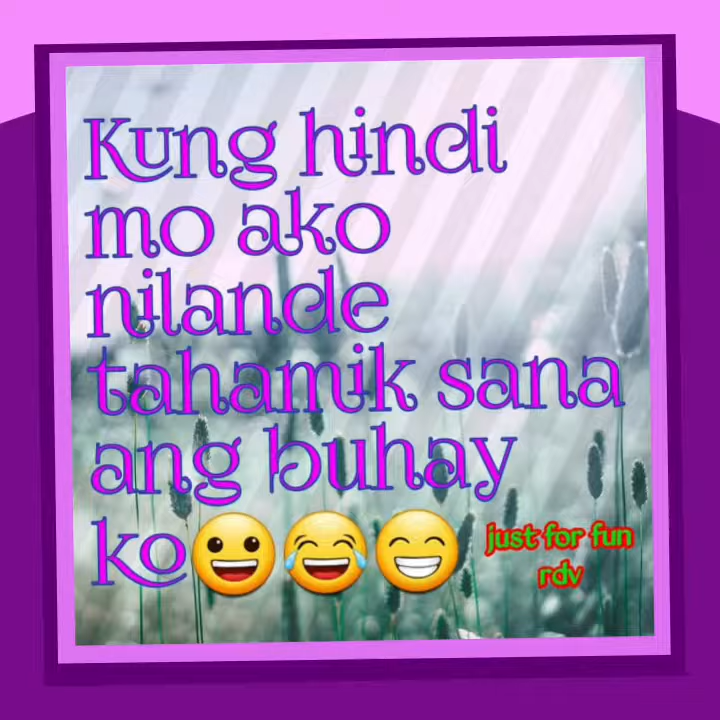 Kung hindi
mo ako
nilande
tahamik sana
ang buhay
ko😀😂😁
just for fun
rdv